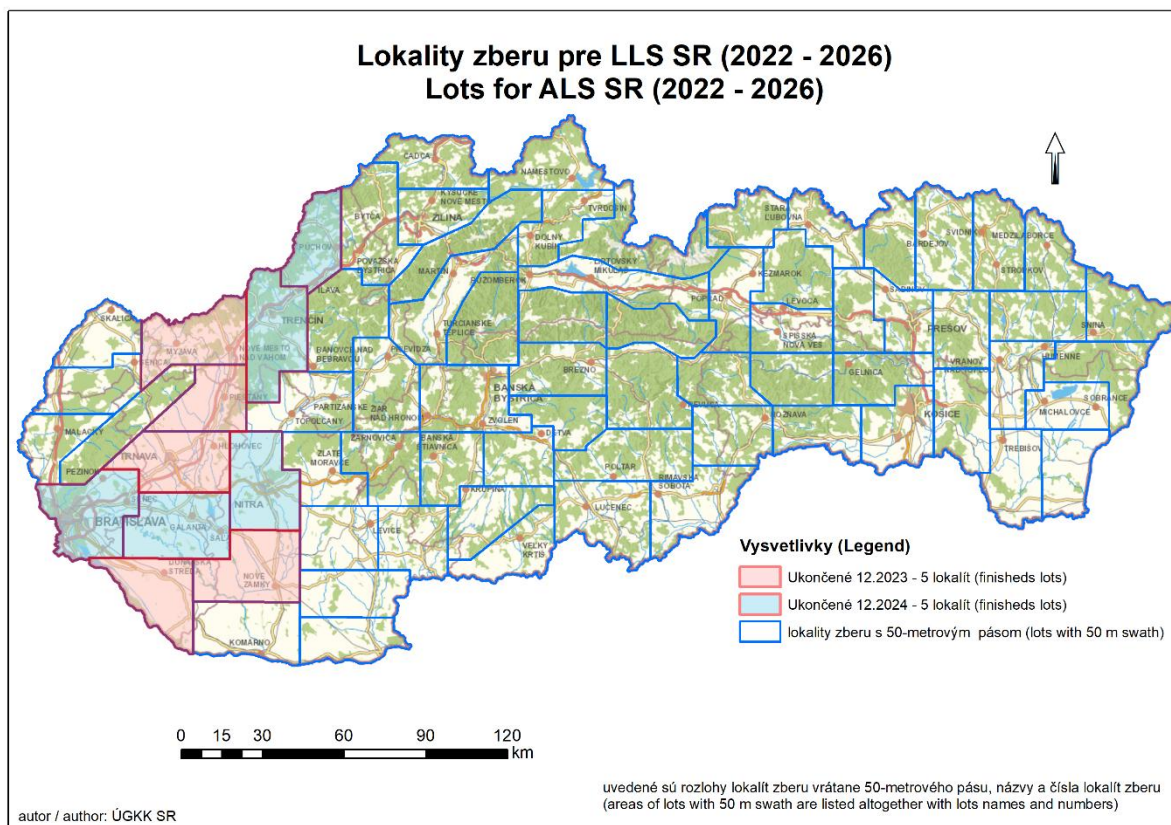 Lokality zberu pre LLS SR (2022 - 2026)
Lots for ALS SR (2022 - 2026)
ČADCA
NÁMESTOVO
KYSUCKÉ
NOVÉ MESTO
TVRDOŠÍN
STARÁ
ĽUBOVŇA
BYTČA
ŽILINA
BARDEJOV
SVIDNÍK
MEDZILABORCE
DOLNÝ
KUBÍN
PÚCHOV
POVAŽSKÁ
BYSTRICA
MARTIN
LIPTOVSKÝ
MIKULÁŠ
KEŽMAROK
STROPKOV
ILAVA
RUŽOMBEROK
POPRAD
LEVOČA
SABINOV
SKALICA
TRENČÍN
TURČIANSKE
TEPLICE
SPIŠSKÁ
NOVÁ VES
PREŠOV
SNINA
MYJAVA
NOVÉ MESTO
NAD VÁHOM
BÁNOVCE NAD
BEBRAVOU
PRIEVIDZA
SENICA
BREZNO
GELNICA
VRANOV
HUMENNÉ
BANSKÁ
BYSTRICA
PIEŠŤANY
PARTIZÁNSKE
TOPOĽČANY
ŽIAR
NAD HRONOM
REVÚCA
ROŽŇAVA
KOŠICE
MICHALOVCE
SOBRANCE
MALACKY
ZVOLEN
DETVA
HLOHOVEC
ŽARNOVICA
BANSKÁ
ŠTIAVNICA
TREBIŠOV
TRNAVA
ZLATÉ
MORAVCE
POLTÁR
PEZINOK
RIMAVSKÁ
SOBOTA
KRUPINA
SENEC
NITRA
LUČENEC
BRATISLAVA
GALANTA
ŠAĽA
LEVICE
VEĽKÝ
KRTÍŠ
DUNAJSKÁ
STREDA
NOVÉ
ZÁMKY
KOMÁRNO
Vysvetlivky (Legend)
Ukončené 12.2023 - 5 lokalít (finisheds lots)
Ukončené 12.2024 - 5 lokalít (finisheds lots)
lokality zberu s 50-metrovým pásom (lots with 50 m swath)
0 15 30 60 90 120
km
uvedené sú rozlohy lokalít zberu vrátane 50-metrového pásu, názvy a čísla lokalít zberu
(areas of lots with 50 m swath are listed altogether with lots names and numbers)
autor / author: ÚGKK SR